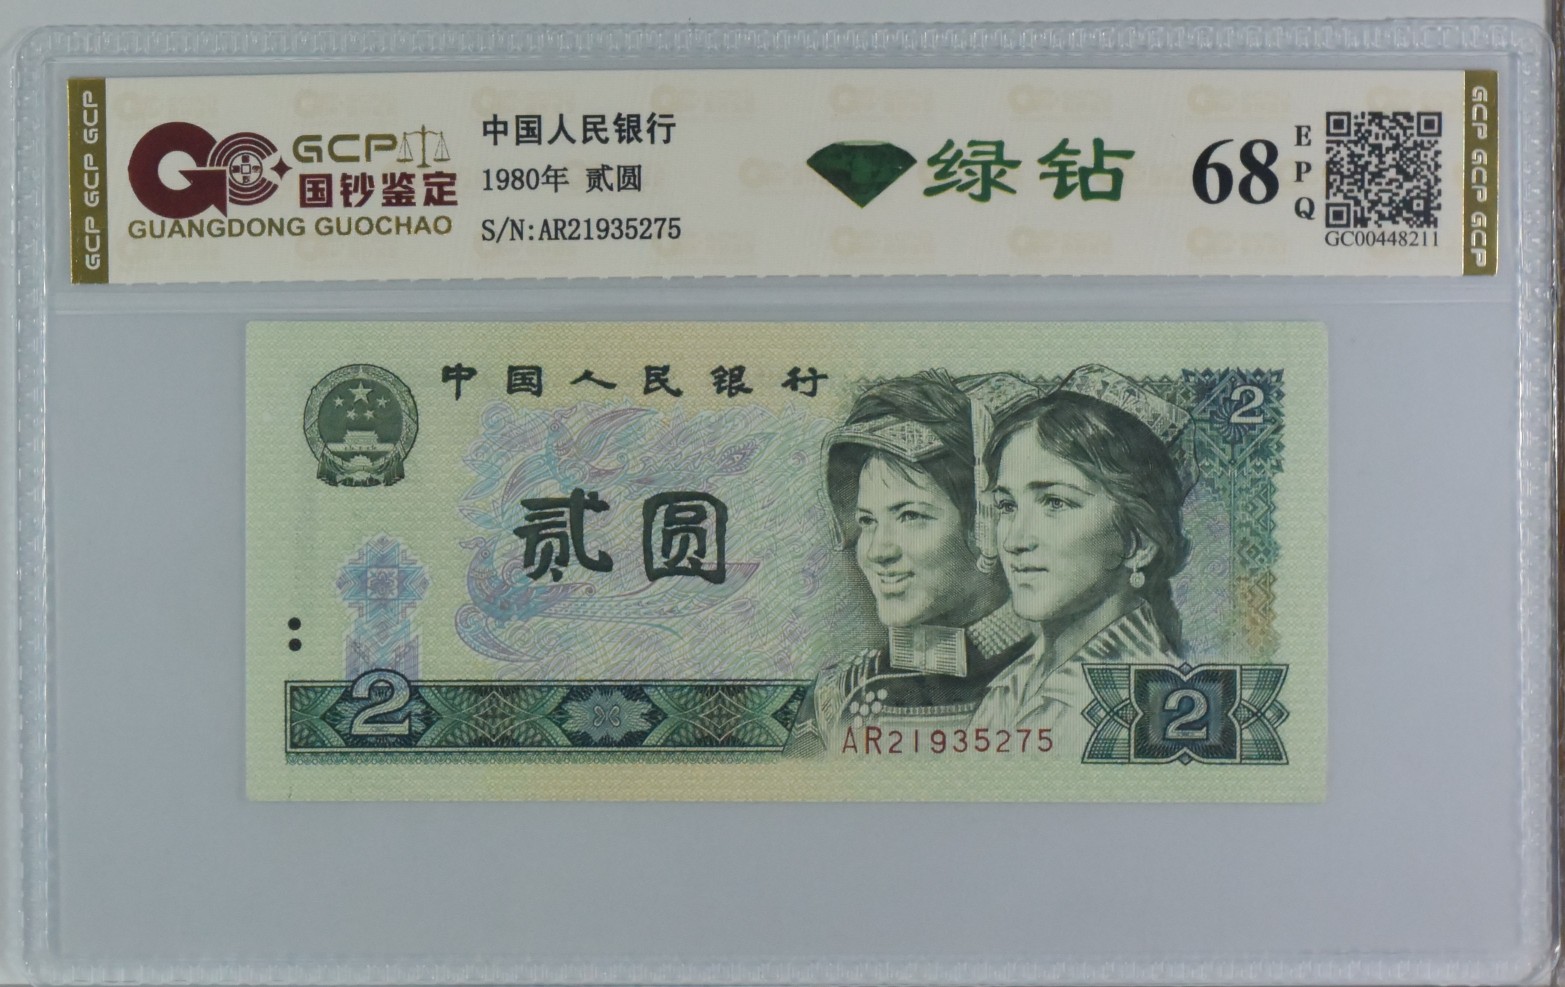 GCP GCP GCP
GCP
国钞鉴定
GUANGDONG GUOCHAO
中国人民银行
1980年 贰圆
S/N:AR21935275
绿钻
68
EPQ
GC00448211
GCP GCP GCP
中国人民银行
2
贰圆
2
2
AR21935275